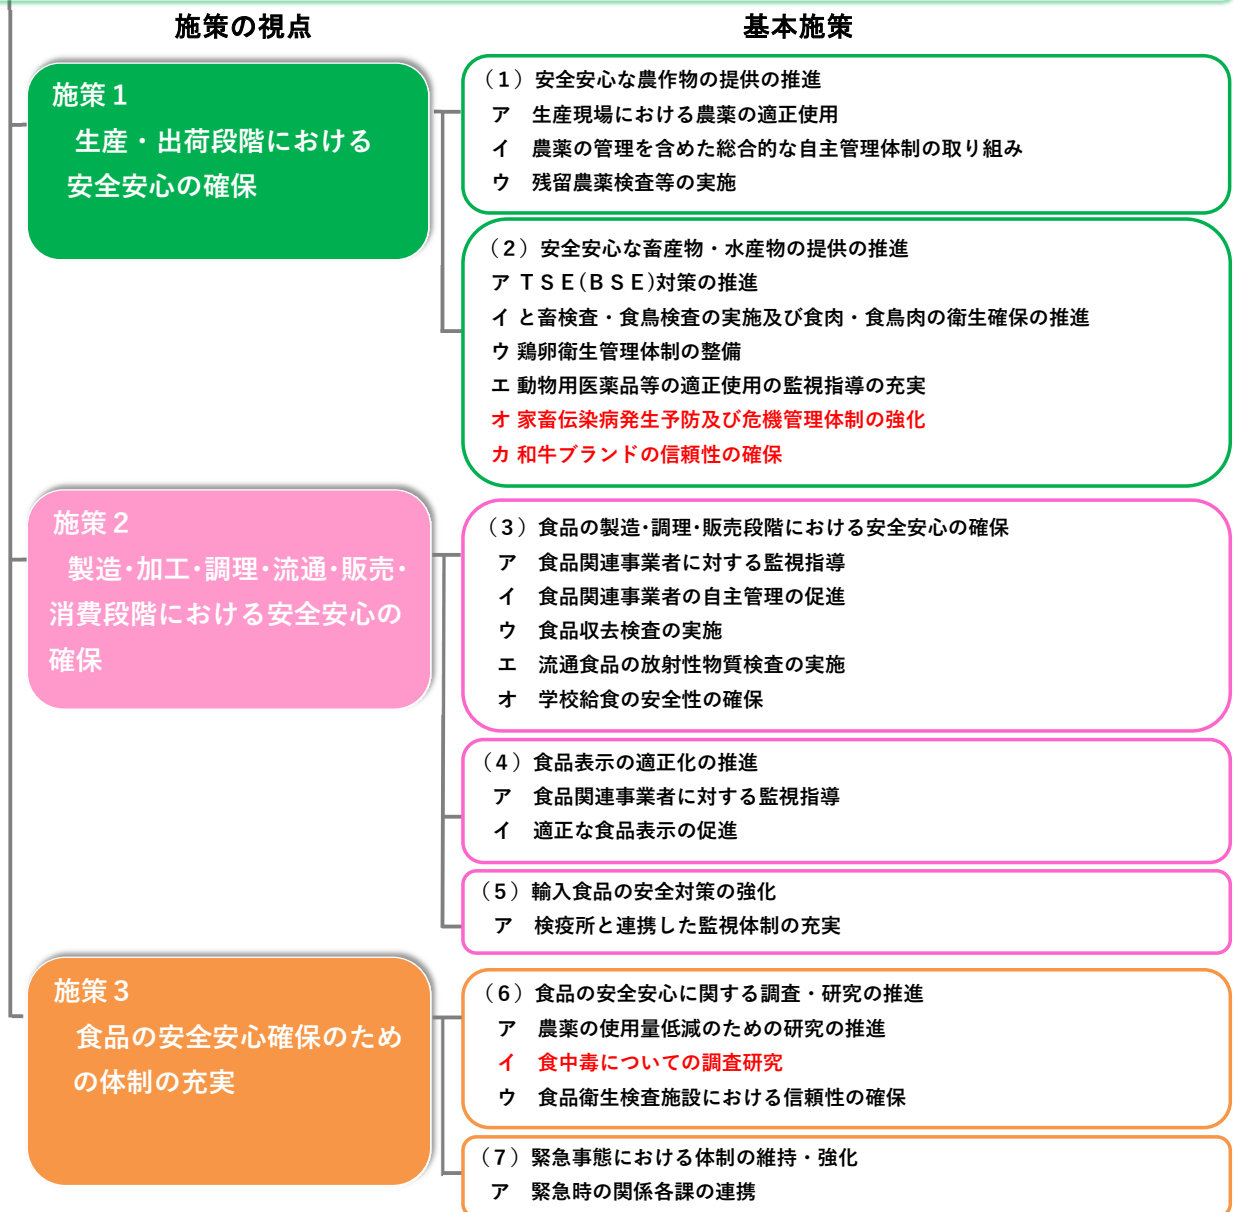 施策の視点
基本施策
施策１
生産・出荷段階における
安全安心の確保
（１）安全安心な農作物の提供の推進
ア　生産現場における農薬の適正使用
イ　農薬の管理を含めた総合的な自主管理体制の取り組み
ウ　残留農薬検査等の実施
（２）安全安心な畜産物・水産物の提供の推進
ア ＴＳＥ(ＢＳＥ)対策の推進
イ と畜検査・食鳥検査の実施及び食肉・食鳥肉の衛生確保の推進
ウ 鶏卵衛生管理体制の整備
エ 動物用医薬品等の適正使用の監視指導の充実
オ 家畜伝染病発生予防及び危機管理体制の強化
カ 和牛ブランドの信頼性の確保
施策２
製造･加工･調理･流通･販売･
消費段階における安全安心の
確保
（３）食品の製造･調理･販売段階における安全安心の確保
ア　食品関連事業者に対する監視指導
イ　食品関連事業者の自主管理の促進
ウ　食品収去検査の実施
エ　流通食品の放射性物質検査の実施
オ　学校給食の安全性の確保
（４）食品表示の適正化の推進
ア　食品関連事業者に対する監視指導
イ　適正な食品表示の促進
（５）輸入食品の安全対策の強化
ア　検疫所と連携した監視体制の充実
施策３
食品の安全安心確保のため
の体制の充実
（６）食品の安全安心に関する調査・研究の推進
ア　農薬の使用量低減のための研究の推進
イ　食中毒についての調査研究
ウ　食品衛生検査施設における信頼性の確保
（７）緊急事態における体制の維持・強化
ア　緊急時の関係各課の連携